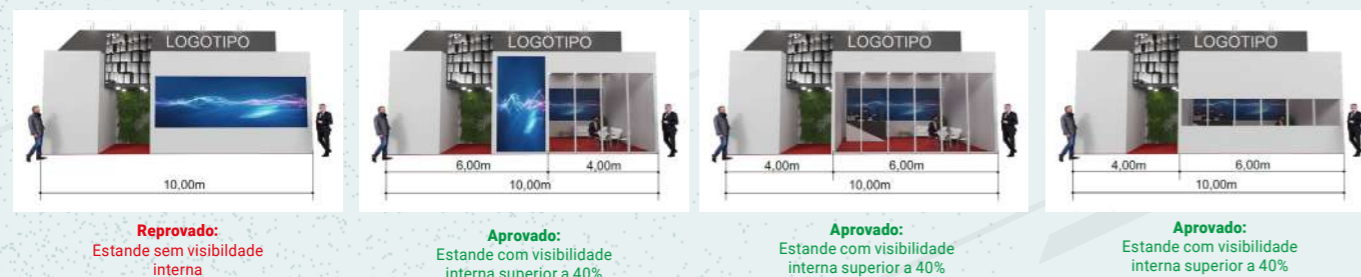 LOGOTIPO
10,00m
Reprovado:
Estande sem visibildade
interna
LOGOTIPO
6,00m
4,00m
10,00m
Aprovado:
Estande com visibilidade
interna superior a 40%
LOGOTIPO
4,00m
6,00m
10,00m
Aprovado:
Estande com visibilidade
interna superior a 40%
LOGOTIPO
4,00m
6,00m
10,00m
Aprovado:
Estande com visibilidade
interna superior a 40%